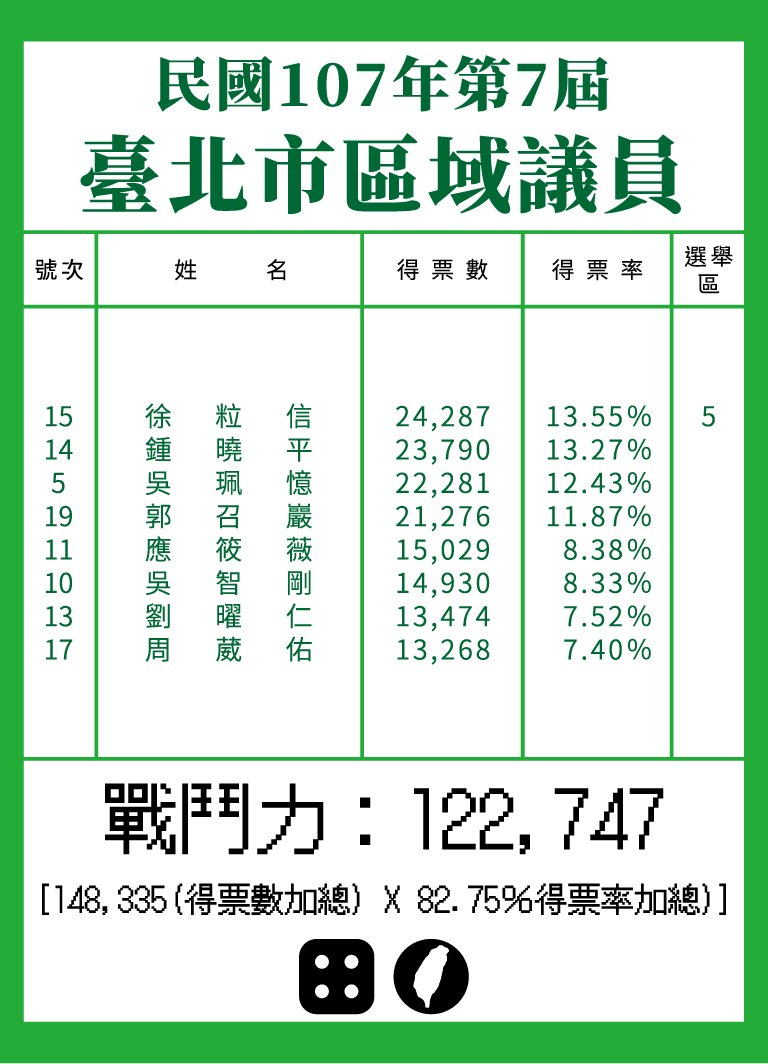 民國107年第7屆
臺北市區域議員
號次 姓名 得票數 得票率 選舉區
15 徐粒信 24,287 13.55% 5
14 鍾曉平 23,790 13.27%
5 吳珮憶 22,281 12.43%
19 郭召巖 21,276 11.87%
11 應筱薇 15,029 8.38%
10 吳智剛 14,930 8.33%
13 劉曜仁 13,474 7.52%
17 周葳佑 13,268 7.40%
戰鬥力：122,747
[148,335(得票數加總) X 82.75%得票率加總)]